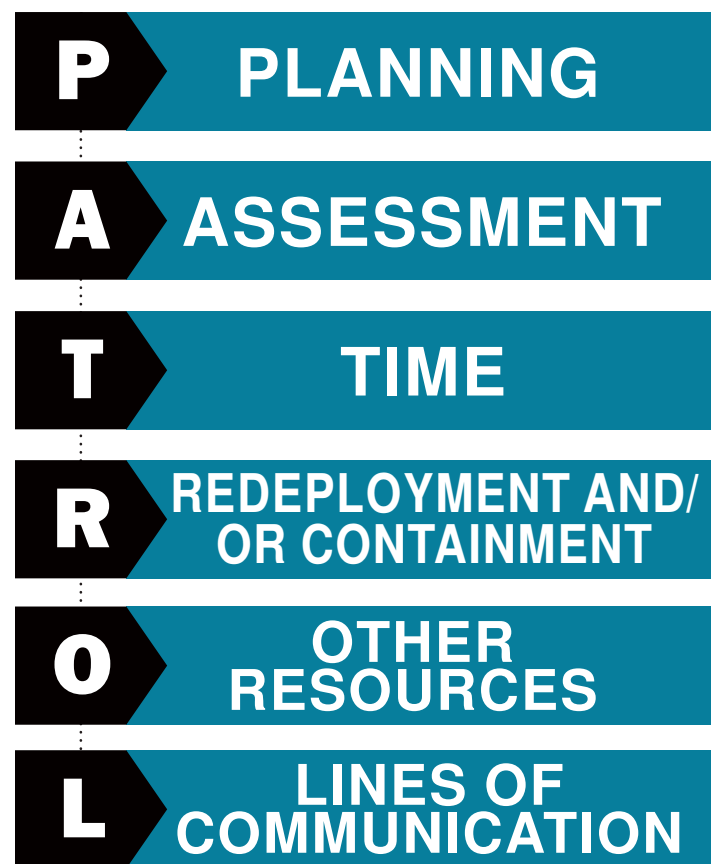 P PLANNING
A ASSESSMENT
T TIME
R REDEPLOYMENT AND/
OR CONTAINMENT
O OTHER
RESOURCES
L LINES OF
COMMUNICATION